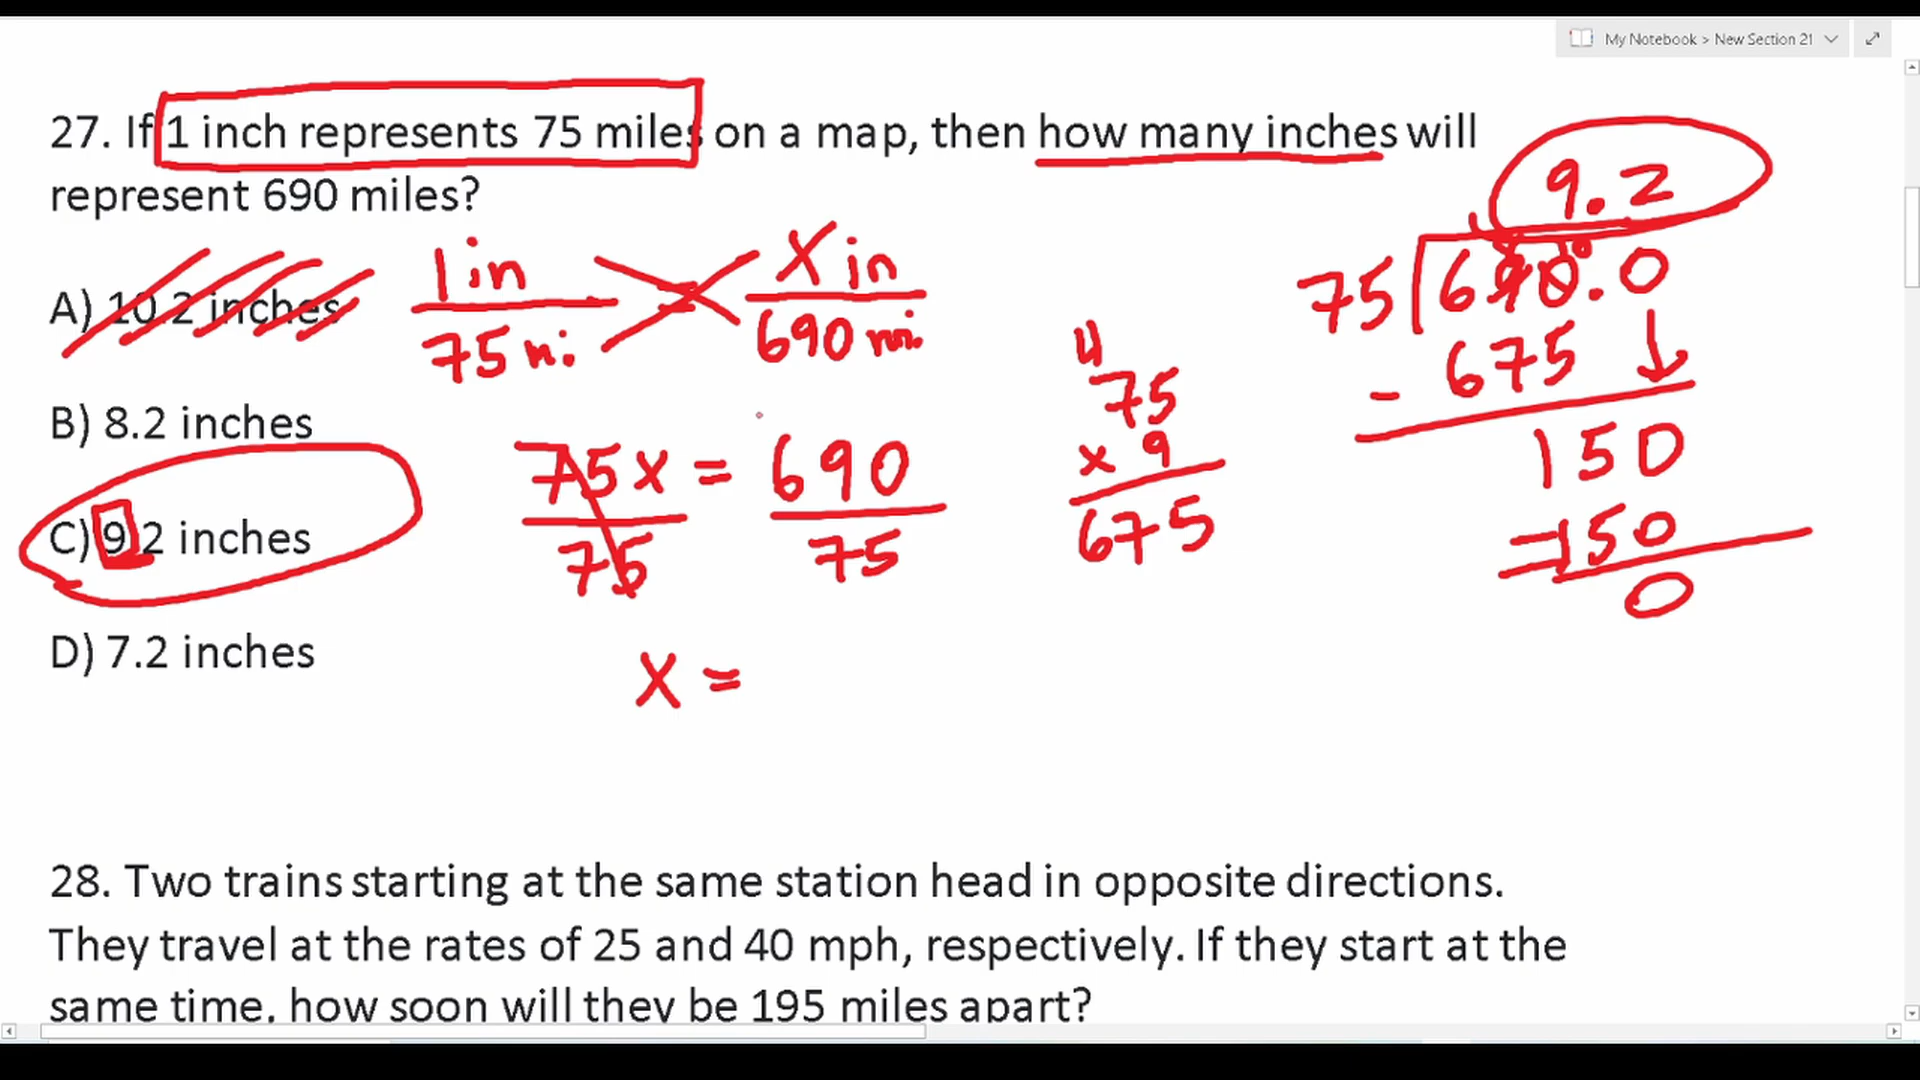 My Notebook > New Section 21
27. If 1 inch represents 75 miles on a map, then how many inches will
represent 690 miles?
A) 10.2 inches
B) 8.2 inches
C) 9.2 inches
D) 7.2 inches
1 in
75 mi
=
X in
690 mi
75x = 690
75 75
X =
4
75
x 9
675
9.2
75 690.0
- 675
150
- 150
0
28. Two trains starting at the same station head in opposite directions.
They travel at the rates of 25 and 40 mph, respectively. If they start at the
same time, how soon will they be 195 miles apart?